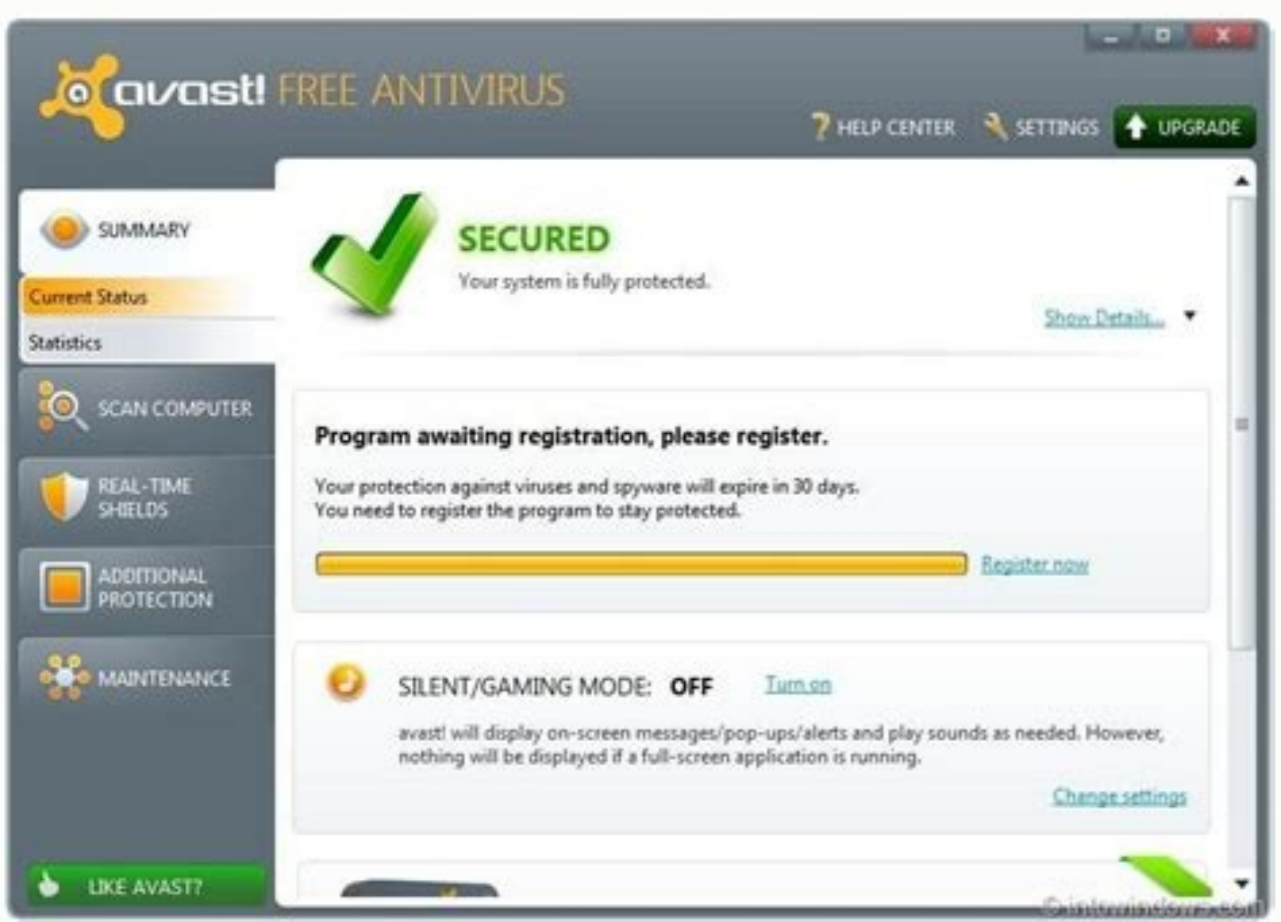 avast! FREE ANTIVIRUS
? HELP CENTER SETTINGS UPGRADE
SUMMARY
Current Status
Statistics
SCAN COMPUTER
REAL-TIME
SHIELDS
ADDITIONAL
PROTECTION
MAINTENANCE
LIKE AVAST?
SECURED
Your system is fully protected.
Show Details...
Program awaiting registration, please register.
Your protection against viruses and spyware will expire in 30 days.
You need to register the program to stay protected.
Register now
SILENT/GAMING MODE: OFF Turn on
avast! will display on-screen messages/pop-ups/alerts and play sounds as needed. However,
nothing will be displayed if a full-screen application is running.
Change settings
© intowindows.com